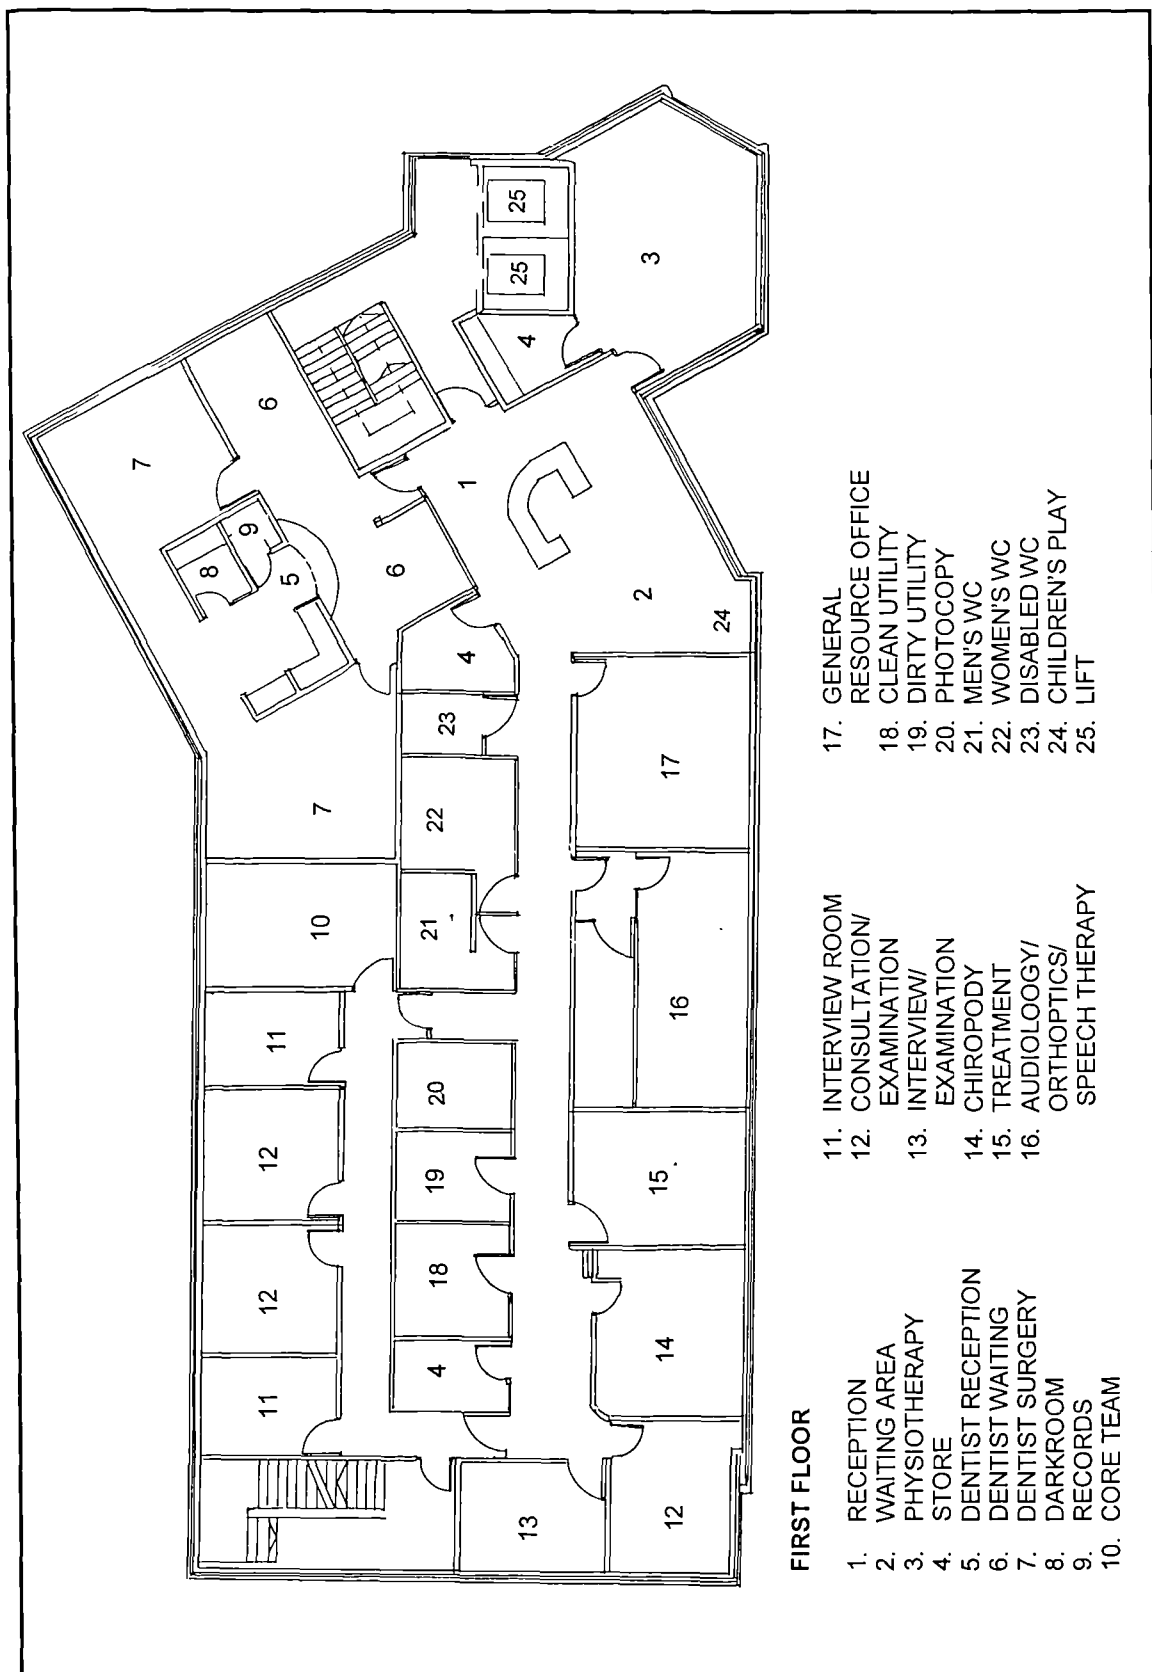 7
8
9
6
5
11
12
12
11
10
7
6
4
18
19
20
21
22
23
4
1
4
25
25
13
2
3
12
14
15
16
17
24
FIRST FLOOR
1. RECEPTION
2. WAITING AREA
3. PHYSIOTHERAPY
4. STORE
5. DENTIST RECEPTION
6. DENTIST WAITING
7. DENTIST SURGERY
8. DARKROOM
9. RECORDS
10. CORE TEAM
11. INTERVIEW ROOM
12. CONSULTATION/
EXAMINATION
13. INTERVIEW/
EXAMINATION
14. CHIROPODY
15. TREATMENT
16. AUDIOLOOGY/
ORTHOPTICS/
SPEECH THERAPY
17. GENERAL
RESOURCE OFFICE
18. CLEAN UTILITY
19. DIRTY UTILITY
20. PHOTOCOPY
21. MEN'S WC
22. WOMEN'S WC
23. DISABLED WC
24. CHILDREN'S PLAY
25. LIFT